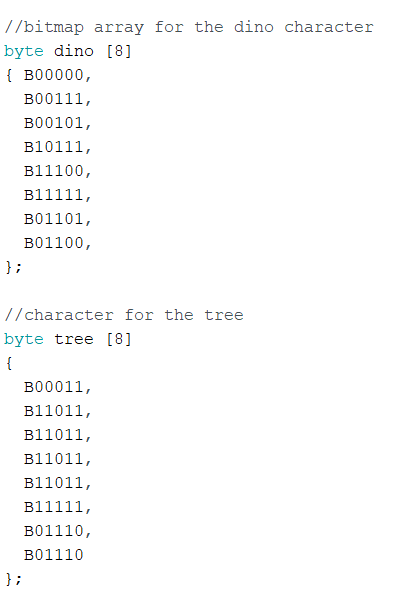 //bitmap array for the dino character
byte dino [8]
{ B00000,
  B00111,
  B00101,
  B10111,
  B11100,
  B11111,
  B01101,
  B01100,
};

//character for the tree
byte tree [8]
{
  B00011,
  B11011,
  B11011,
  B11011,
  B11011,
  B11111,
  B01110,
  B01110
};